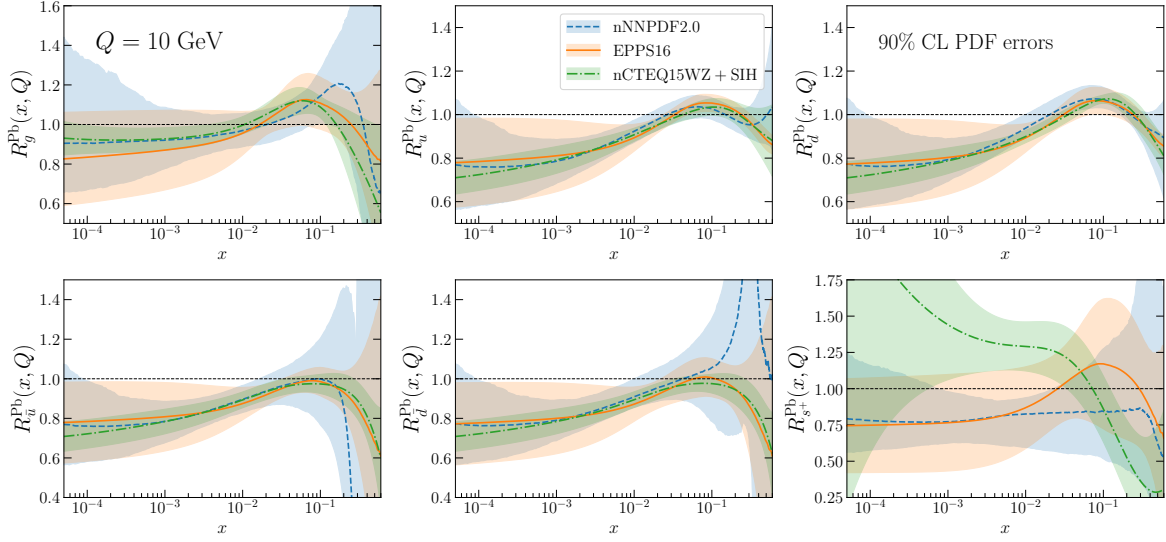 1.6
1.4
1.2
1.0
0.8
0.6
R_g^Pb(x, Q)
Q = 10 GeV
10^−4 10^−3 10^−2 10^−1
x
1.4
1.2
1.0
0.8
0.6
R_u^Pb(x, Q)
nNNPDF2.0
EPPS16
nCTEQ15WZ + SIH
10^−4 10^−3 10^−2 10^−1
x
1.4
1.2
1.0
0.8
0.6
R_d^Pb(x, Q)
90% CL PDF errors
10^−4 10^−3 10^−2 10^−1
x
1.4
1.2
1.0
0.8
0.6
0.4
R_ū^Pb(x, Q)
10^−4 10^−3 10^−2 10^−1
x
1.4
1.2
1.0
0.8
0.6
0.4
R_d̄^Pb(x, Q)
10^−4 10^−3 10^−2 10^−1
x
1.75
1.50
1.25
1.00
0.75
0.50
0.25
R_s+^Pb(x, Q)
10^−4 10^−3 10^−2 10^−1
x